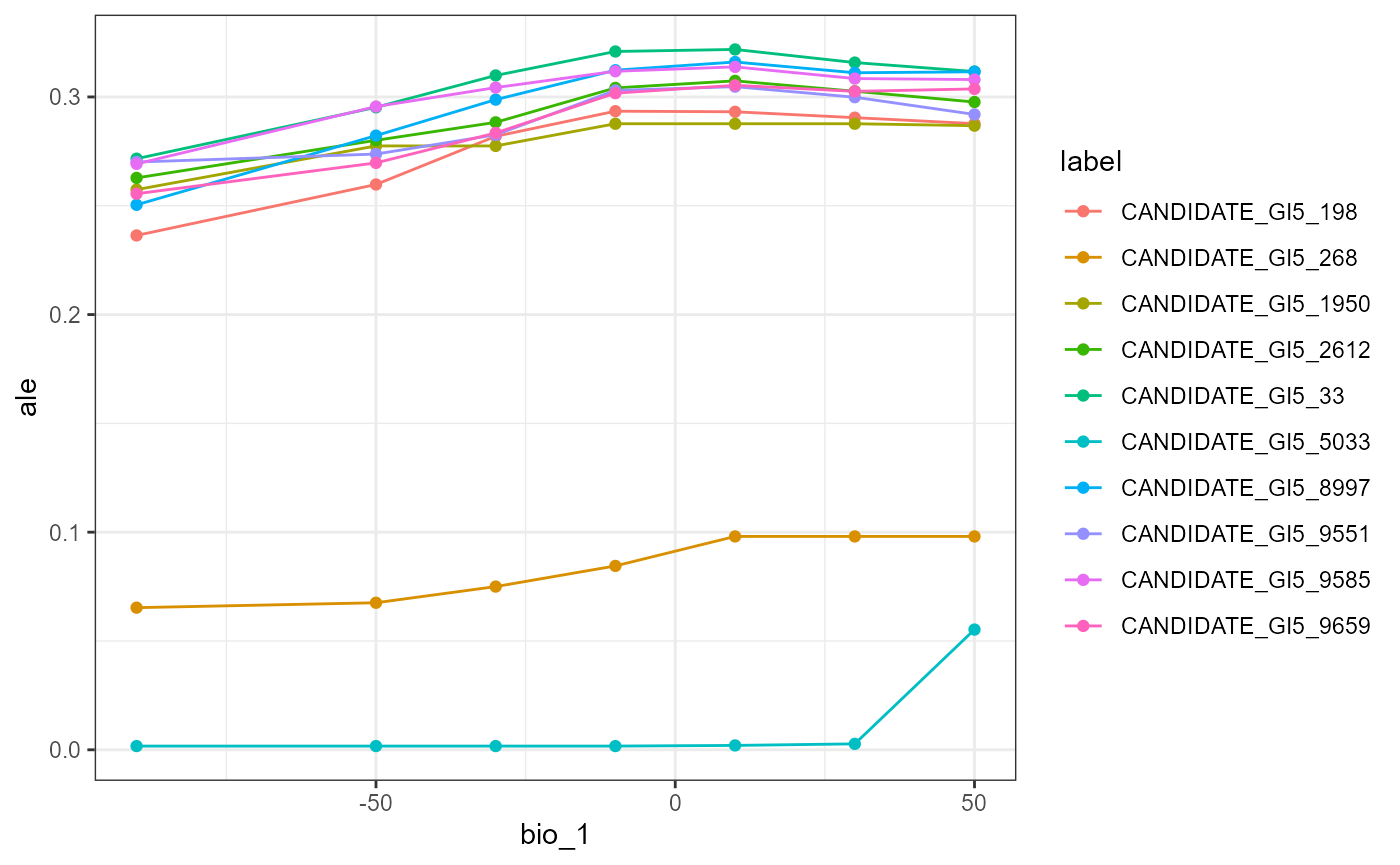 0.3
0.2
0.1
0.0
ale
-50
0
50
bio_1
label
CANDIDATE_GI5_198
CANDIDATE_GI5_268
CANDIDATE_GI5_1950
CANDIDATE_GI5_2612
CANDIDATE_GI5_33
CANDIDATE_GI5_5033
CANDIDATE_GI5_8997
CANDIDATE_GI5_9551
CANDIDATE_GI5_9585
CANDIDATE_GI5_9659